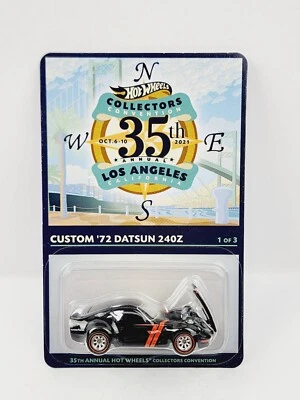 N
HOT WHEELS
COLLECTORS
CONVENTION
W OCT. 6-10 35th 2021 E
ANNUAL
LOS ANGELES
CALIFORNIA
S
CUSTOM '72 DATSUN 240Z 1 OF 3
35TH ANNUAL HOT WHEELS® COLLECTORS CONVENTION